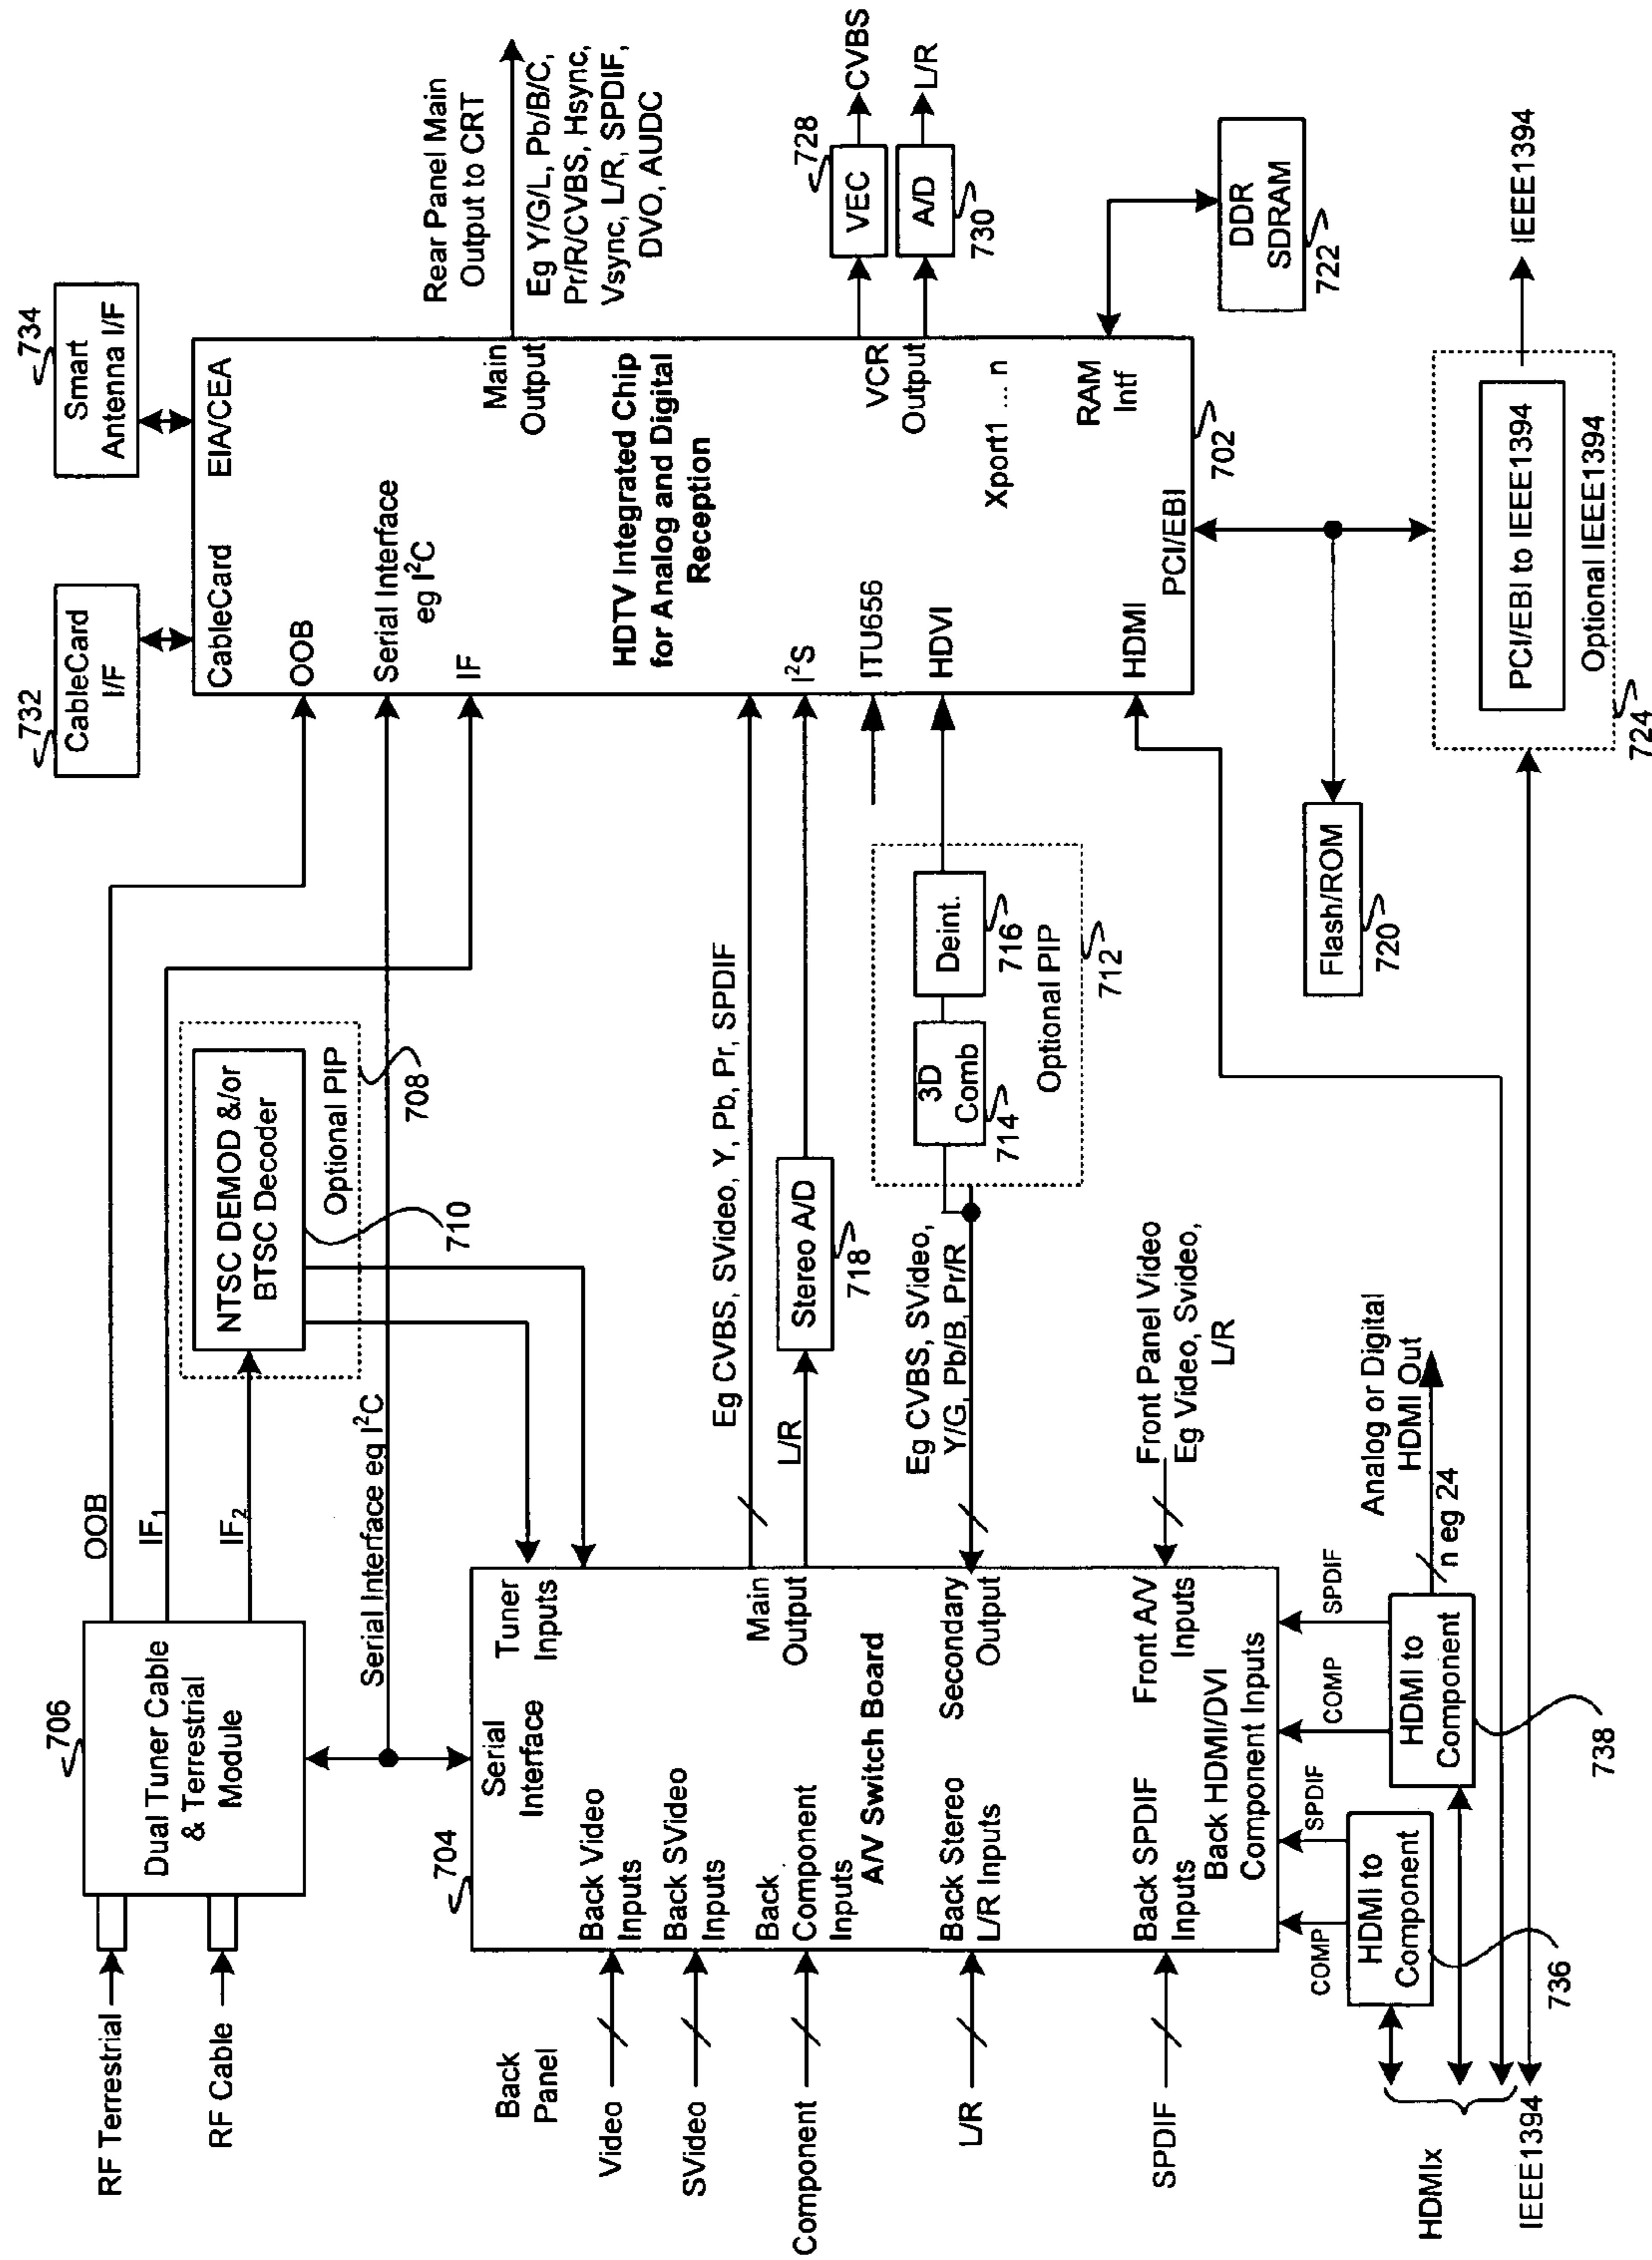 RF Terrestrial
RF Cable
706
Dual Tuner Cable
& Terrestrial
Module
OOB
IF1
IF2
Serial Interface eg I2C
NTSC DEMOD &/or
BTSC Decoder
Optional PIP
708
710
732
CableCard
I/F
734
Smart
Antenna I/F
CableCard
EIA/CEA
OOB
Serial Interface
eg I2C
IF
Main
Output
HDTV Integrated Chip
for Analog and Digital
Reception
I2S
ITU656
HDVI
HDMI
VCR
Output
Xport1 ... n
RAM
Intf
PCI/EBI
702
Rear Panel Main
Output to CRT
Eg Y/G/L, Pb/B/C,
Pr/R/CVBS, Hsync,
Vsync, L/R, SPDIF,
DVO, AUDC
728
VEC
CVBS
A/D
L/R
730
DDR
SDRAM
722
Back
Panel
Video
SVideo
Component
L/R
SPDIF
704
Serial
Interface
Tuner
Inputs
Back Video
Inputs
Back SVideo
Inputs
Back
Component
Inputs
Main
Output
A/V Switch Board
Back Stereo
L/R Inputs
Secondary
Output
Back SPDIF
Inputs
Front A/V
Inputs
Back HDMI/DVI
Component Inputs
Eg CVBS, SVideo, Y, Pb, Pr, SPDIF
L/R
Stereo A/D
718
Eg CVBS, SVideo,
Y/G, Pb/B, Pr/R
3D
Comb
714
Deint.
716
Optional PIP
712
Front Panel Video
Eg Video, Svideo,
L/R
COMP
SPDIF
COMP
SPDIF
HDMI to
Component
736
HDMI to
Component
738
Analog or Digital
HDMI Out
n eg 24
HDMIx
IEEE1394
Flash/ROM
720
PCI/EBI to IEEE1394
Optional IEEE1394
724
IEEE1394